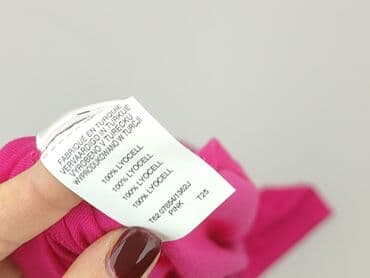 FABRIQUE EN TURQUIE
VERVAARDIGD IN TURKIJE
VYROBENO V TURECKU
WYPRODUKOWANO W TURCJI
100% LYOCELL
100% LYOCELL
100% LYOCELL
100% LYOCELL
PINK T25